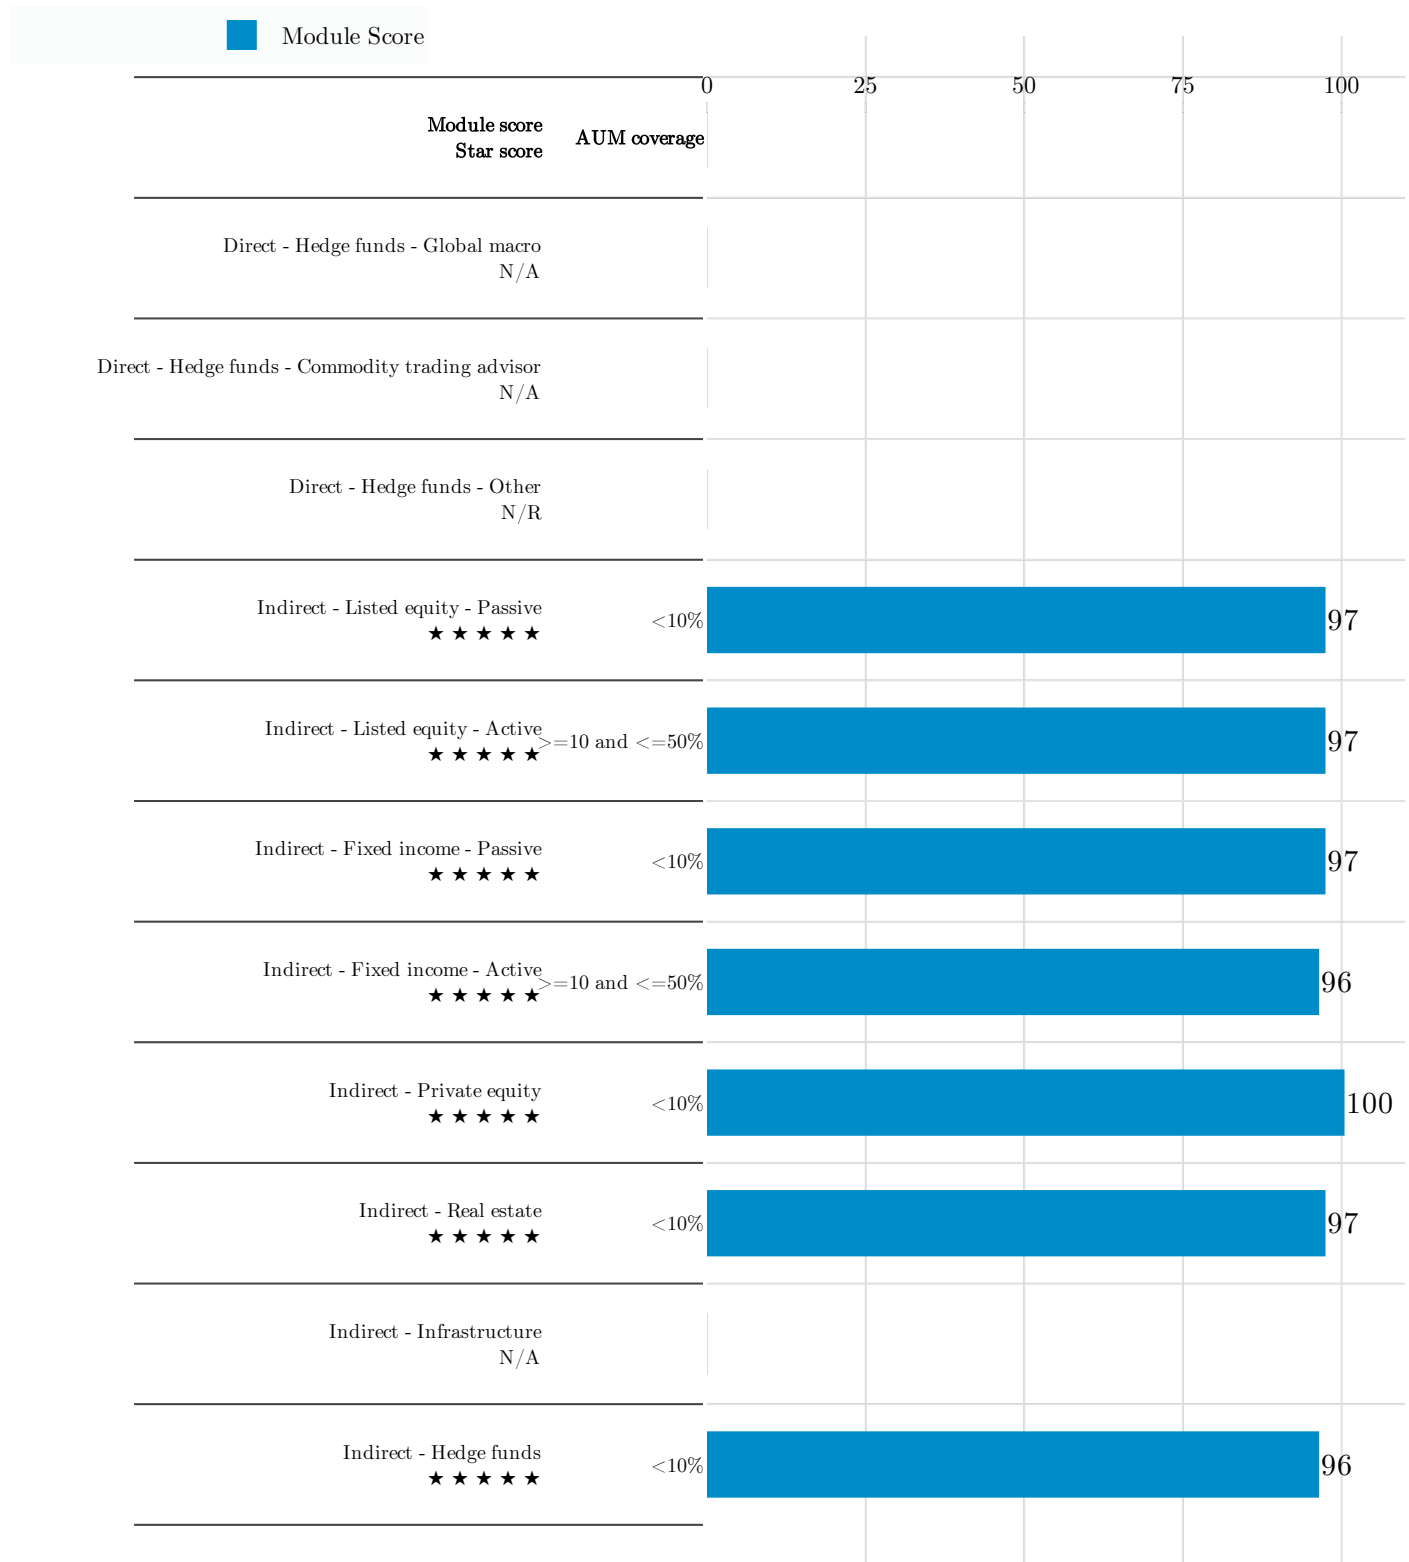 Module Score
0 25 50 75 100
Module score
Star score
AUM coverage
Direct - Hedge funds - Global macro
N/A
Direct - Hedge funds - Commodity trading advisor
N/A
Direct - Hedge funds - Other
N/R
Indirect - Listed equity - Passive
★ ★ ★ ★ ★
<10%
97
Indirect - Listed equity - Active
★ ★ ★ ★ ★
>=10 and <=50%
97
Indirect - Fixed income - Passive
★ ★ ★ ★ ★
<10%
97
Indirect - Fixed income - Active
★ ★ ★ ★ ★
>=10 and <=50%
96
Indirect - Private equity
★ ★ ★ ★ ★
<10%
100
Indirect - Real estate
★ ★ ★ ★ ★
<10%
97
Indirect - Infrastructure
N/A
Indirect - Hedge funds
★ ★ ★ ★ ★
<10%
96